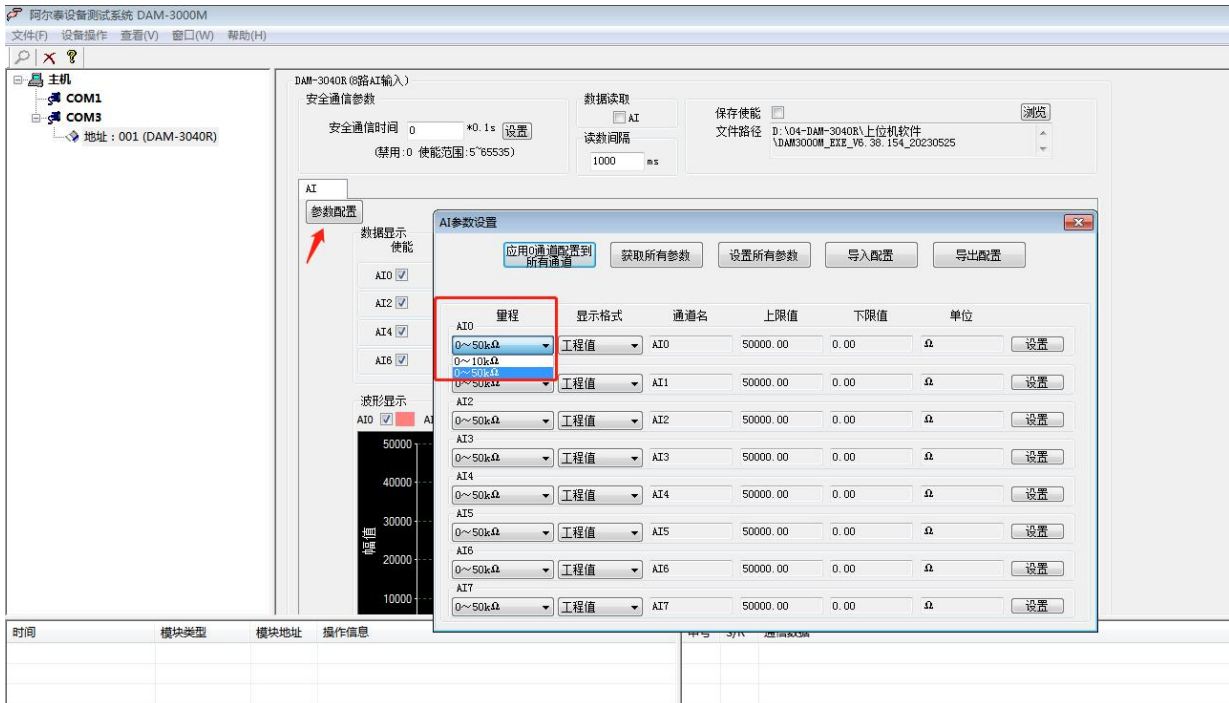 阿尔泰设备测试系统 DAM-3000M
文件(F) 设备操作 查看(V) 窗口(W) 帮助(H)
主机
COM1
COM3
地址：001 (DAM-3040R)
DAM-3040R(8路AI输入)
安全通信参数
安全通信时间 0 *0.1s 设置
(禁用:0 使能范围:5~65535)
数据读取
AI
读数间隔
1000 ms
保存使能 浏览
文件路径 D:\04-DAM-3040R\上位机软件
\DAM3000M_EXE_V6.38.154_20230525
AI
参数配置
数据显示
使能
AI0
AI2
AI4
AI6
波形显示
AI0
50000
40000
30000
20000
10000
幅值
AI参数设置
应用0通道配置到
所有通道
获取所有参数 设置所有参数 导入配置 导出配置
量程 显示格式 通道名 上限值 下限值 单位
AI0
0～50kΩ 工程值 AI0 50000.00 0.00 Ω 设置
0～10kΩ
0～50kΩ
0～50kΩ 工程值 AI1 50000.00 0.00 Ω 设置
AI2
0～50kΩ 工程值 AI2 50000.00 0.00 Ω 设置
AI3
0～50kΩ 工程值 AI3 50000.00 0.00 Ω 设置
AI4
0～50kΩ 工程值 AI4 50000.00 0.00 Ω 设置
AI5
0～50kΩ 工程值 AI5 50000.00 0.00 Ω 设置
AI6
0～50kΩ 工程值 AI6 50000.00 0.00 Ω 设置
AI7
0～50kΩ 工程值 AI7 50000.00 0.00 Ω 设置
时间 模块类型 模块地址 操作信息